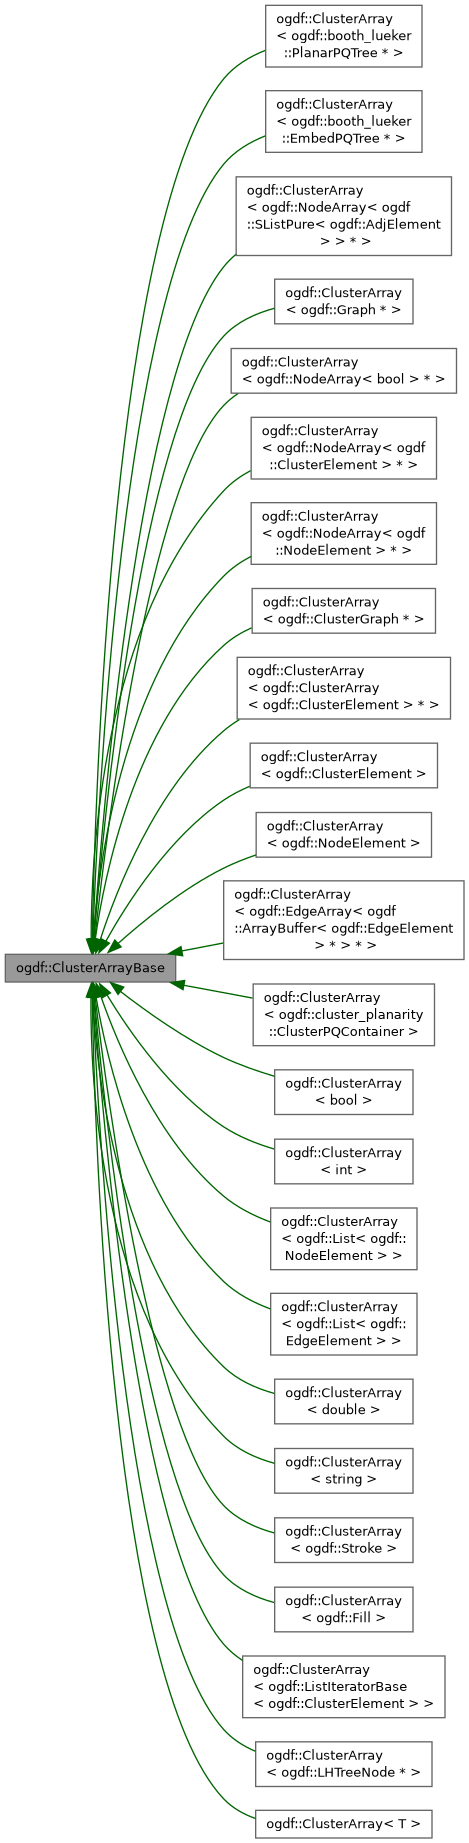 ogdf::ClusterArray
< ogdf::booth_lueker
::PlanarPQTree * >
ogdf::ClusterArray
< ogdf::booth_lueker
::EmbedPQTree * >
ogdf::ClusterArray
< ogdf::NodeArray< ogdf
::SListPure< ogdf::AdjElement
> > * >
ogdf::ClusterArray
< ogdf::Graph * >
ogdf::ClusterArray
< ogdf::NodeArray< bool > * >
ogdf::ClusterArray
< ogdf::NodeArray< ogdf
::ClusterElement > * >
ogdf::ClusterArray
< ogdf::NodeArray< ogdf
::NodeElement > * >
ogdf::ClusterArray
< ogdf::ClusterGraph * >
ogdf::ClusterArray
< ogdf::ClusterArray
< ogdf::ClusterElement > * >
ogdf::ClusterArray
< ogdf::ClusterElement >
ogdf::ClusterArray
< ogdf::NodeElement >
ogdf::ClusterArray
< ogdf::EdgeArray< ogdf
::ArrayBuffer< ogdf::EdgeElement
> * > * >
ogdf::ClusterArrayBase
ogdf::ClusterArray
< ogdf::cluster_planarity
::ClusterPQContainer >
ogdf::ClusterArray
< bool >
ogdf::ClusterArray
< int >
ogdf::ClusterArray
< ogdf::List< ogdf::
NodeElement > >
ogdf::ClusterArray
< ogdf::List< ogdf::
EdgeElement > >
ogdf::ClusterArray
< double >
ogdf::ClusterArray
< string >
ogdf::ClusterArray
< ogdf::Stroke >
ogdf::ClusterArray
< ogdf::Fill >
ogdf::ClusterArray
< ogdf::ListIteratorBase
< ogdf::ClusterElement > >
ogdf::ClusterArray
< ogdf::LHTreeNode * >
ogdf::ClusterArray< T >